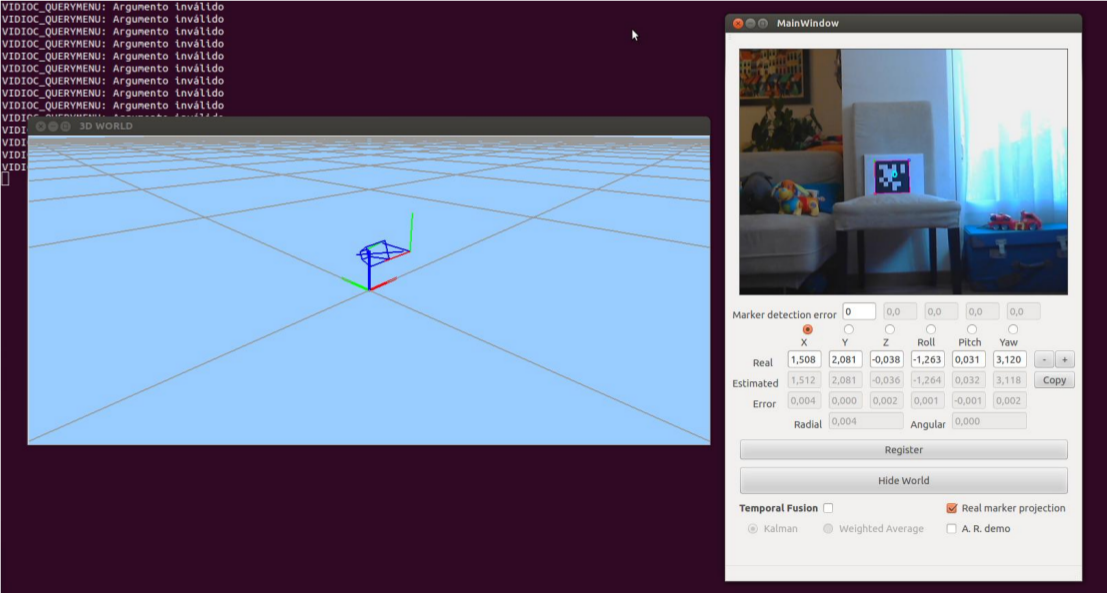 VIDIOC_QUERYMENU: Argumento inválido
VIDIOC_QUERYMENU: Argumento inválido
VIDIOC_QUERYMENU: Argumento inválido
VIDIOC_QUERYMENU: Argumento inválido
VIDIOC_QUERYMENU: Argumento inválido
VIDIOC_QUERYMENU: Argumento inválido
VIDIOC_QUERYMENU: Argumento inválido
VIDIOC_QUERYMENU: Argumento inválido
VIDIOC_QUERYMENU: Argumento inválido
VIDIOC_QUERYMENU: Argumento inválido
VIDI
VIDI
VIDI
VIDI
3D WORLD
MainWindow
Marker detection error 0 0,0 0,0 0,0 0,0
X Y Z Roll Pitch Yaw
Real 1,508 2,081 -0,038 -1,263 0,031 3,120 - +
Estimated 1,512 2,081 -0,036 -1,264 0,032 3,118 Copy
Error 0,004 0,000 0,002 0,001 -0,001 0,002
Radial 0,004 Angular 0,000
Register
Hide World
Temporal Fusion Real marker projection
Kalman Weighted Average A. R. demo